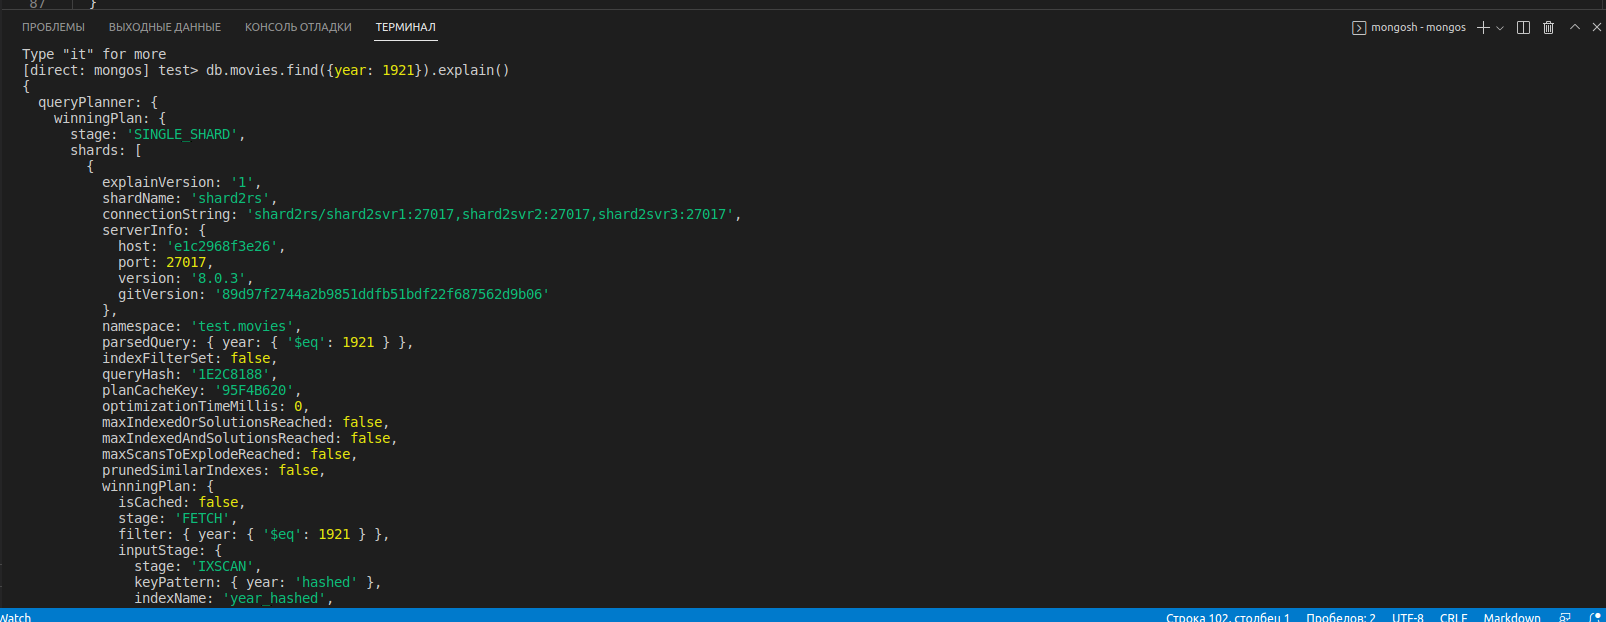 87 }
ПРОБЛЕМЫ ВЫХОДНЫЕ ДАННЫЕ КОНСОЛЬ ОТЛАДКИ ТЕРМИНАЛ mongosh - mongos
Type "it" for more
[direct: mongos] test> db.movies.find({year: 1921}).explain()
{
  queryPlanner: {
    winningPlan: {
      stage: 'SINGLE_SHARD',
      shards: [
        {
          explainVersion: '1',
          shardName: 'shard2rs',
          connectionString: 'shard2rs/shard2svr1:27017,shard2svr2:27017,shard2svr3:27017',
          serverInfo: {
            host: 'e1c2968f3e26',
            port: 27017,
            version: '8.0.3',
            gitVersion: '89d97f2744a2b9851ddfb51bdf22f687562d9b06'
          },
          namespace: 'test.movies',
          parsedQuery: { year: { '$eq': 1921 } },
          indexFilterSet: false,
          queryHash: '1E2C8188',
          planCacheKey: '95F4B620',
          optimizationTimeMillis: 0,
          maxIndexedOrSolutionsReached: false,
          maxIndexedAndSolutionsReached: false,
          maxScansToExplodeReached: false,
          prunedSimilarIndexes: false,
          winningPlan: {
            isCached: false,
            stage: 'FETCH',
            filter: { year: { '$eq': 1921 } },
            inputStage: {
              stage: 'IXSCAN',
              keyPattern: { year: 'hashed' },
              indexName: 'year_hashed',
Watch Строка 102, столбец 1 Пробелов: 2 UTF-8 CRLF Markdown